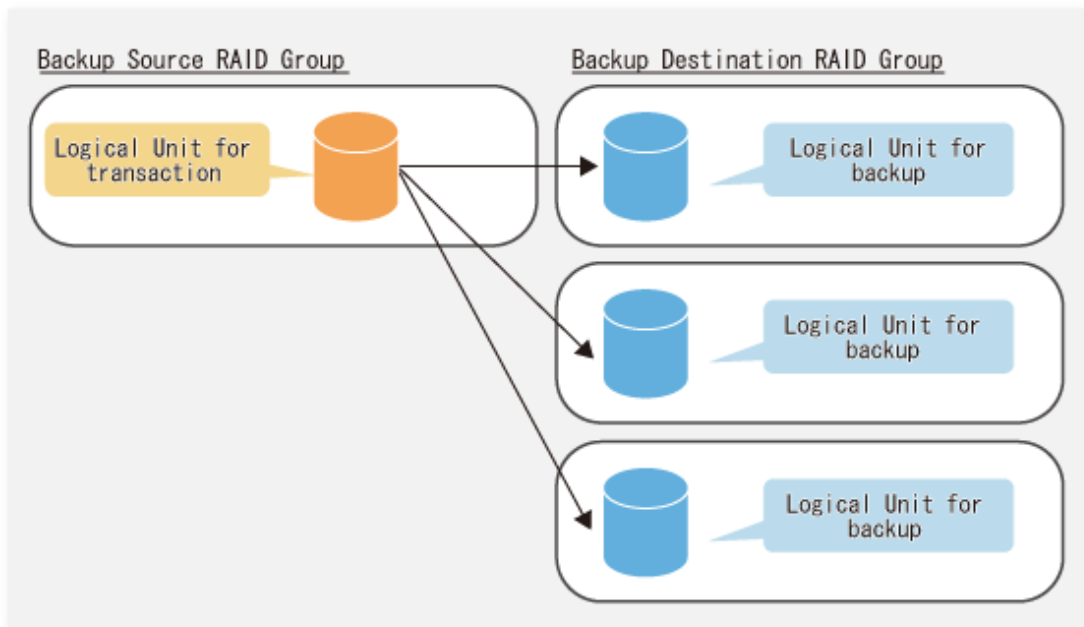 Backup Source RAID Group
Backup Destination RAID Group
Logical Unit for
transaction
Logical Unit for
backup
Logical Unit for
backup
Logical Unit for
backup